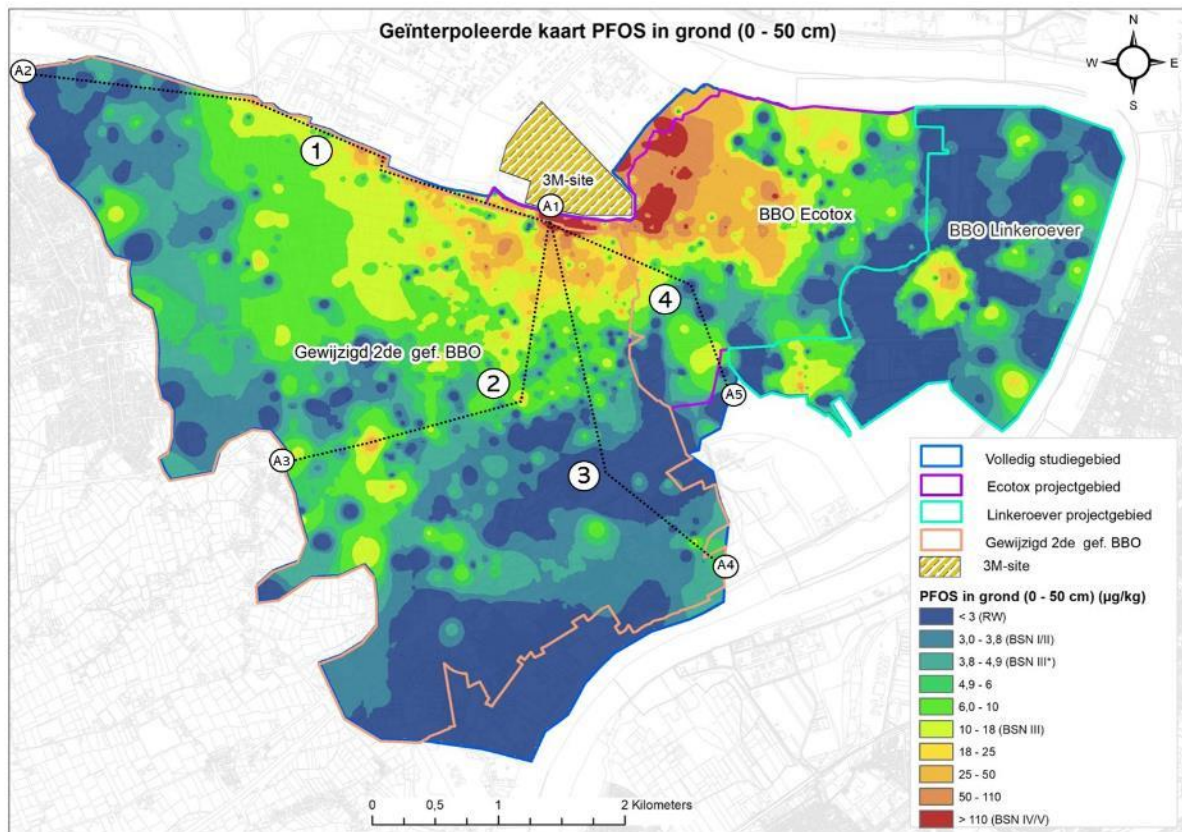 Geïnterpoleerde kaart PFOS in grond (0 - 50 cm)
N
W E
S
A2
1
3M-site
A1
BBO Ecotox
BBO Linkeroever
4
Gewijzigd 2de gef. BBO
2
A5
A3
3
A4
Volledig studiegebied
Ecotox projectgebied
Linkeroever projectgebied
Gewijzigd 2de gef. BBO
3M-site
PFOS in grond (0 - 50 cm) (µg/kg)
< 3 (RW)
3,0 - 3,8 (BSN I/II)
3,8 - 4,9 (BSN III*)
4,9 - 6
6,0 - 10
10 - 18 (BSN III)
18 - 25
25 - 50
50 - 110
> 110 (BSN IV/V)
0 0,5 1 2 Kilometers